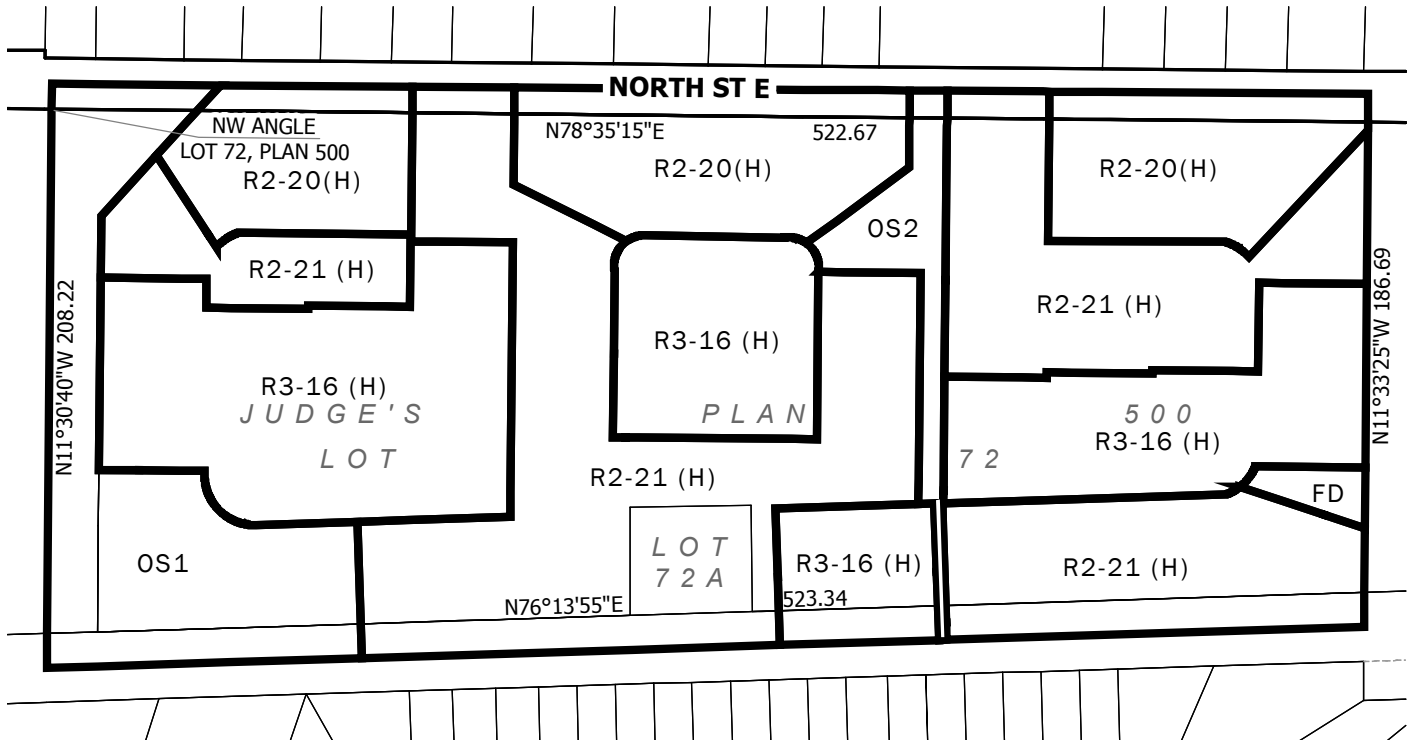 NORTH ST E
NW ANGLE
LOT 72, PLAN 500
N78°35'15"E
522.67
R2-20(H)
R2-20(H)
R2-20(H)
OS2
R2-21 (H)
R2-21 (H)
N11°30'40"W 208.22
N11°33'25"W 186.69
R3-16 (H)
R3-16 (H)
JUDGE'S
LOT
PLAN
72
500
R3-16 (H)
R2-21 (H)
FD
LOT
72A
OS1
R3-16 (H)
R2-21 (H)
N76°13'55"E
523.34